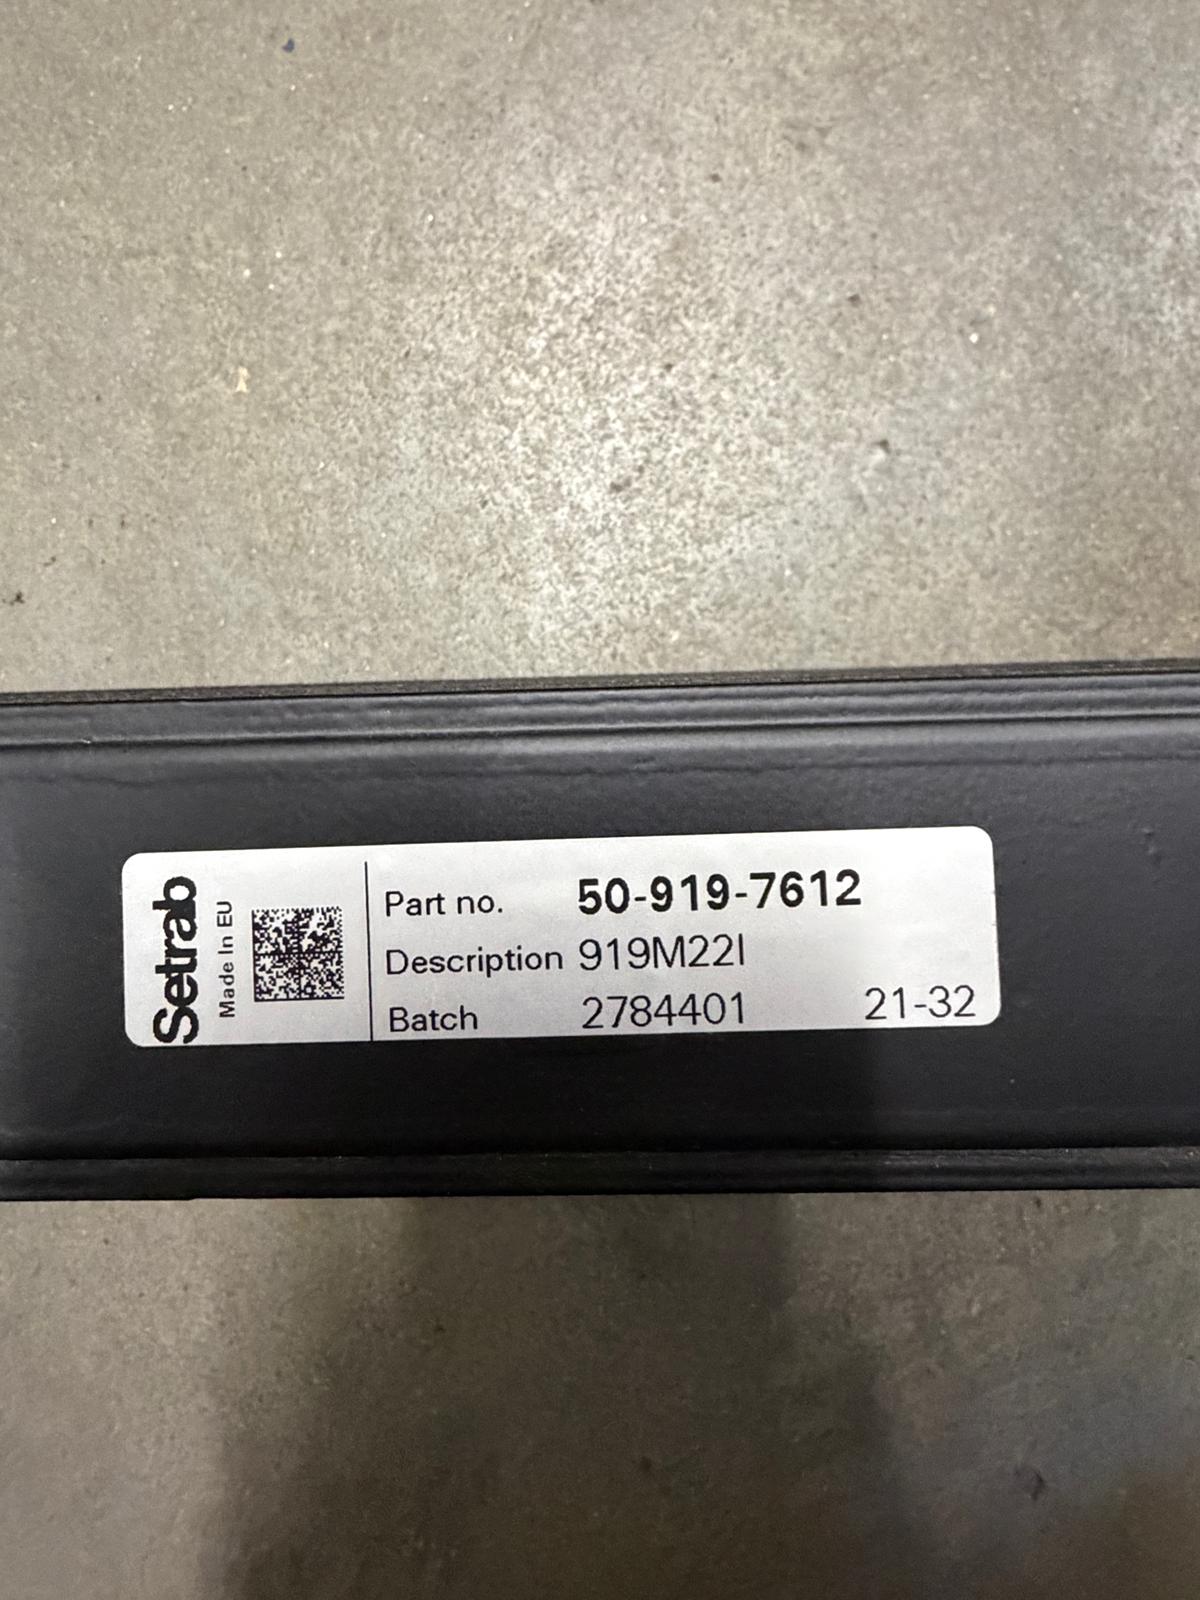 Setrab
Made In EU
Part no. 50-919-7612
Description 919M22I
Batch 2784401 21-32